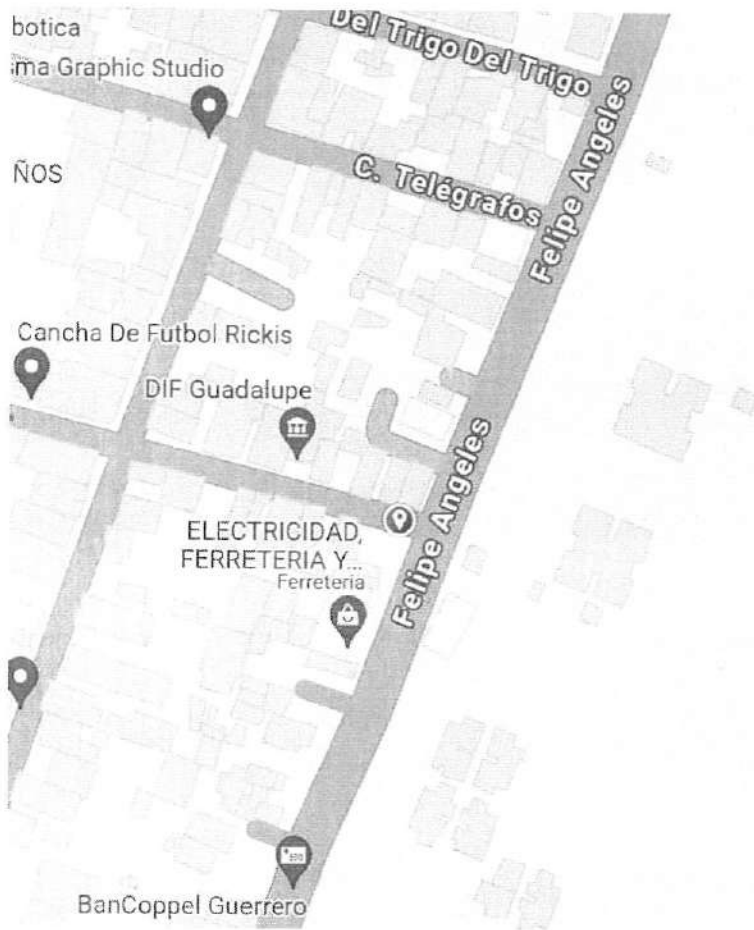 botica
Del Trigo Del Trigo
ma Graphic Studio
Felipe Angeles
C. Telégrafos
ÑOS
Cancha De Futbol Rickis
DIF Guadalupe
Felipe Angeles
ELECTRICIDAD,
FERRETERIA Y...
Ferreteria
BanCoppel Guerrero